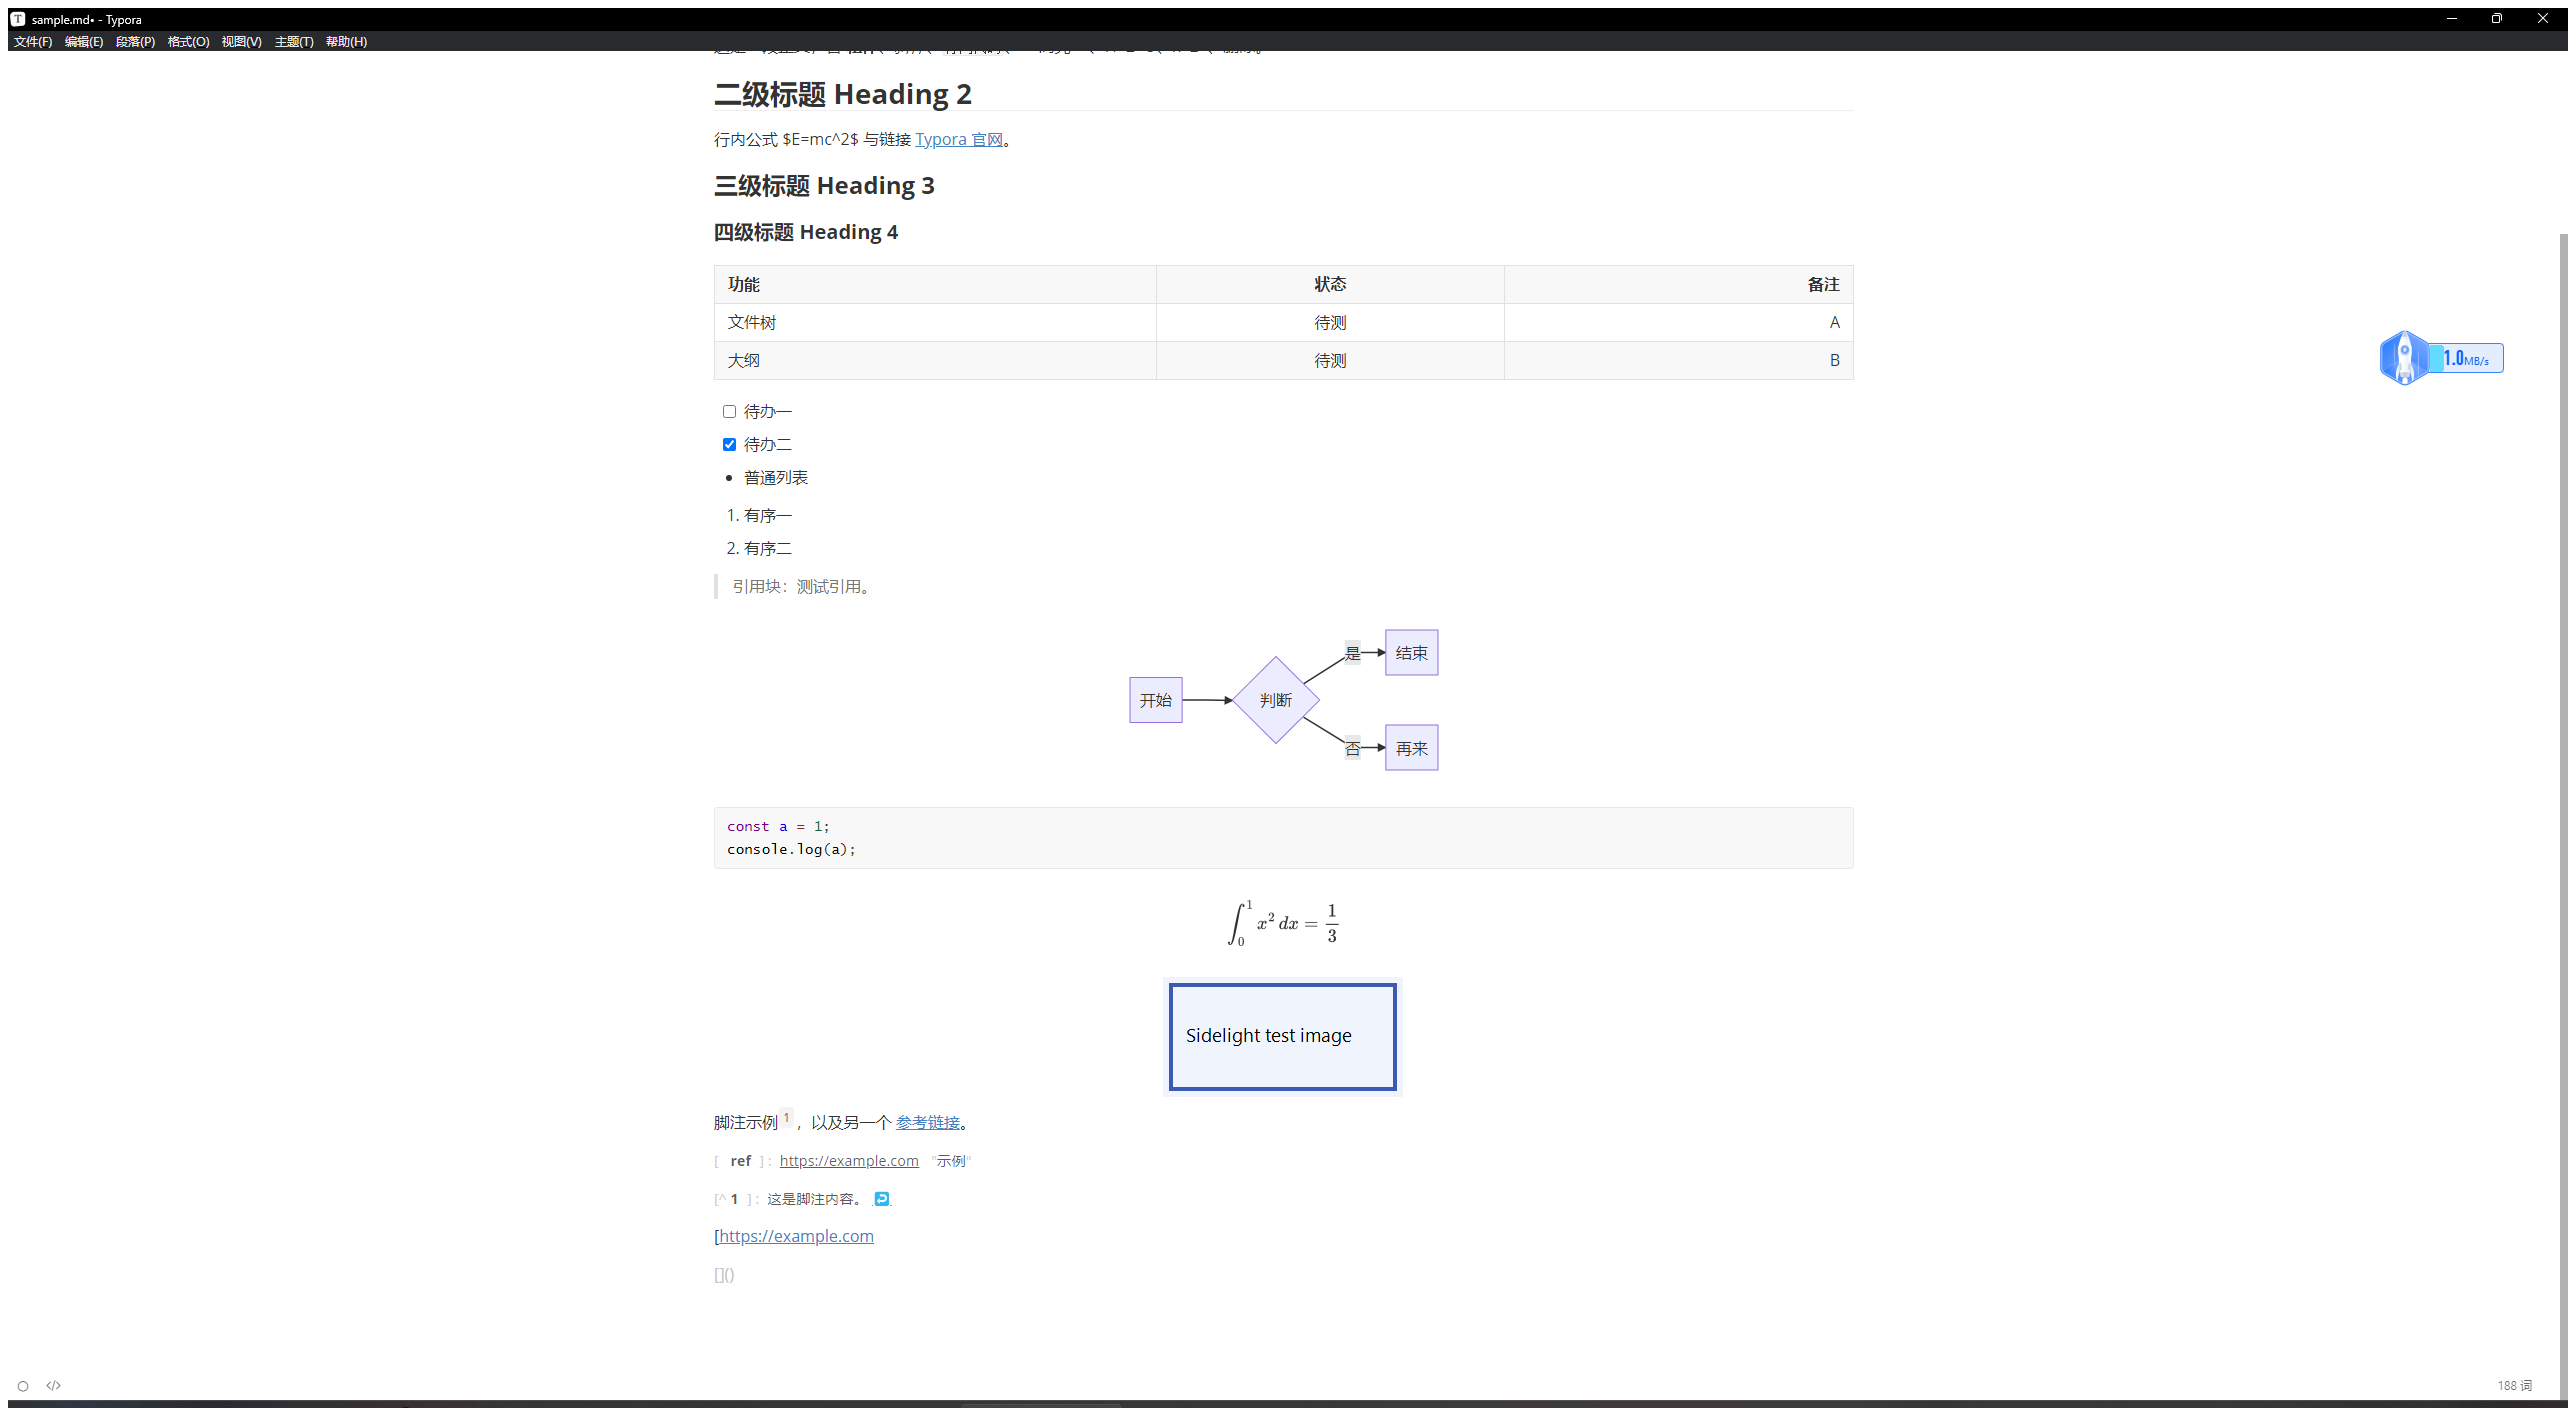 sample.md• - Typora
文件(F) 编辑(E) 段落(P) 格式(O) 视图(V) 主题(T) 帮助(H)
二级标题 Heading 2
行内公式 $E=mc^2$ 与链接 Typora 官网。
三级标题 Heading 3
四级标题 Heading 4
功能 状态 备注
文件树 待测 A
大纲 待测 B
1.0MB/s
待办一
待办二
• 普通列表
1. 有序一
2. 有序二
引用块：测试引用。
是 结束
开始 判断
否 再来
const a = 1;
console.log(a);
∫₀¹ x² dx = 1/3
Sidelight test image
脚注示例1，以及另一个 参考链接。
[ ref ]: https://example.com "示例"
[^ 1 ]: 这是脚注内容。 ↩
[https://example.com
[]()
</> 188 词